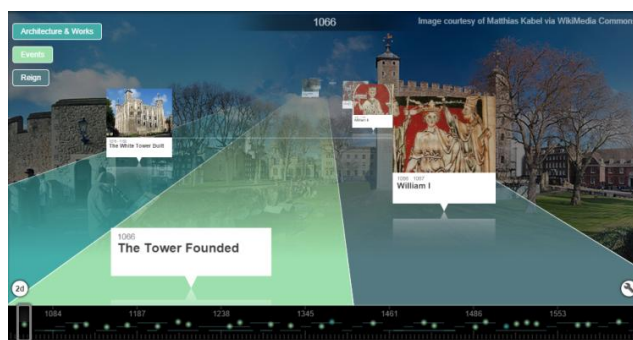 1066
Image courtesy of Matthias Kabel via WikiMedia Common
Architecture & Works
Events
Reign
The White Tower Built
William I
1066 1087
William I
1066
The Tower Founded
2d
1084
1187
1238
1345
1461
1486
1553